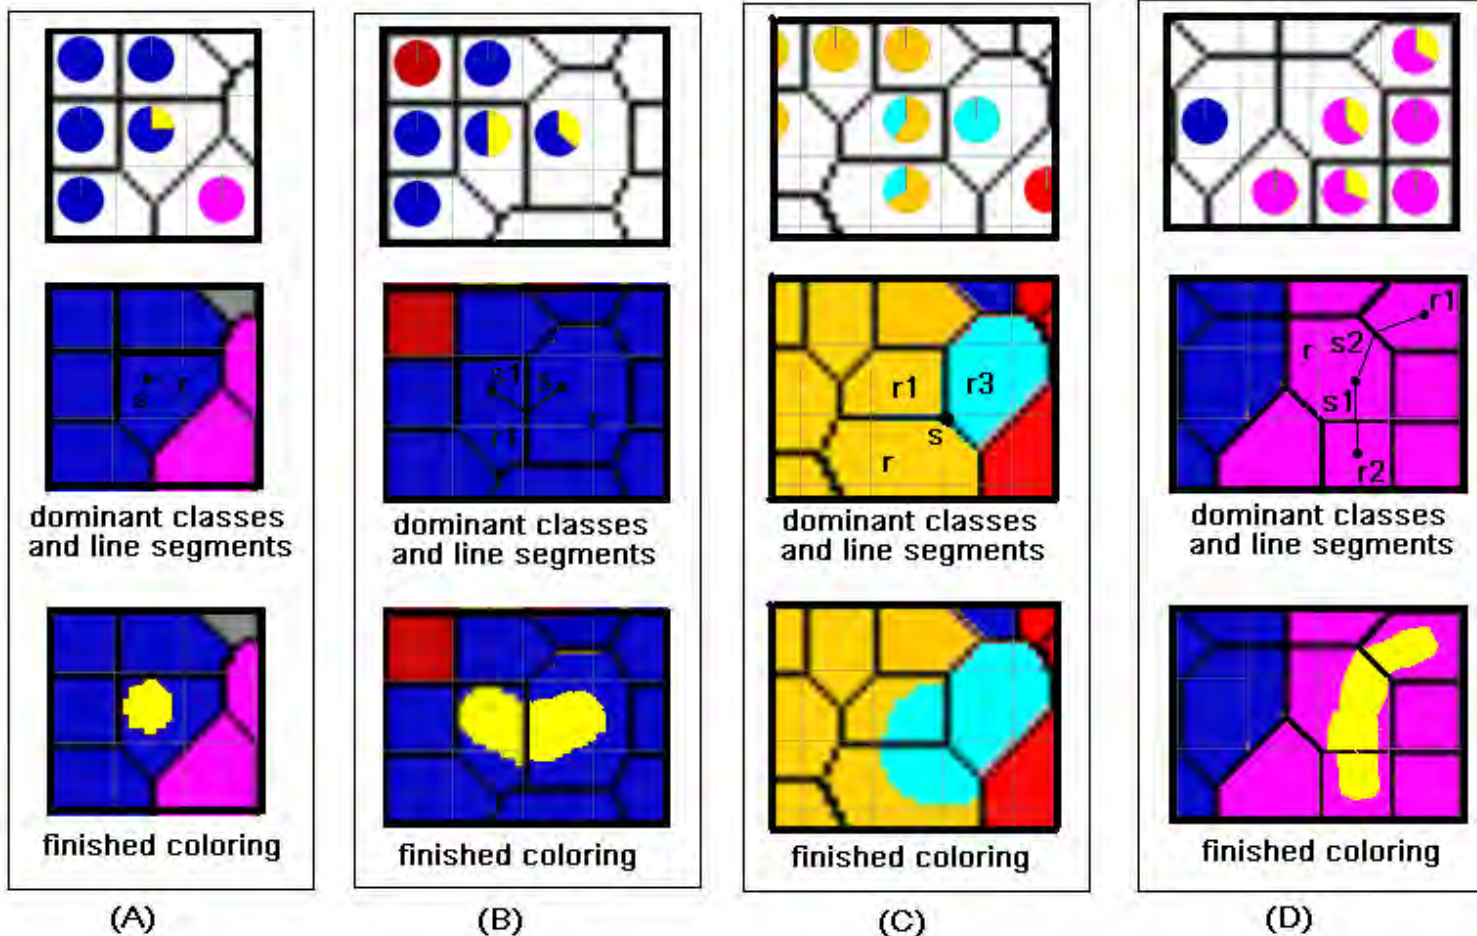 r
s
s1
s
r1
r
r1
r3
s
r
r1
s2
r
s1
r2
dominant classes
and line segments
dominant classes
and line segments
dominant classes
and line segments
dominant classes
and line segments
finished coloring
finished coloring
finished coloring
finished coloring
(A)
(B)
(C)
(D)